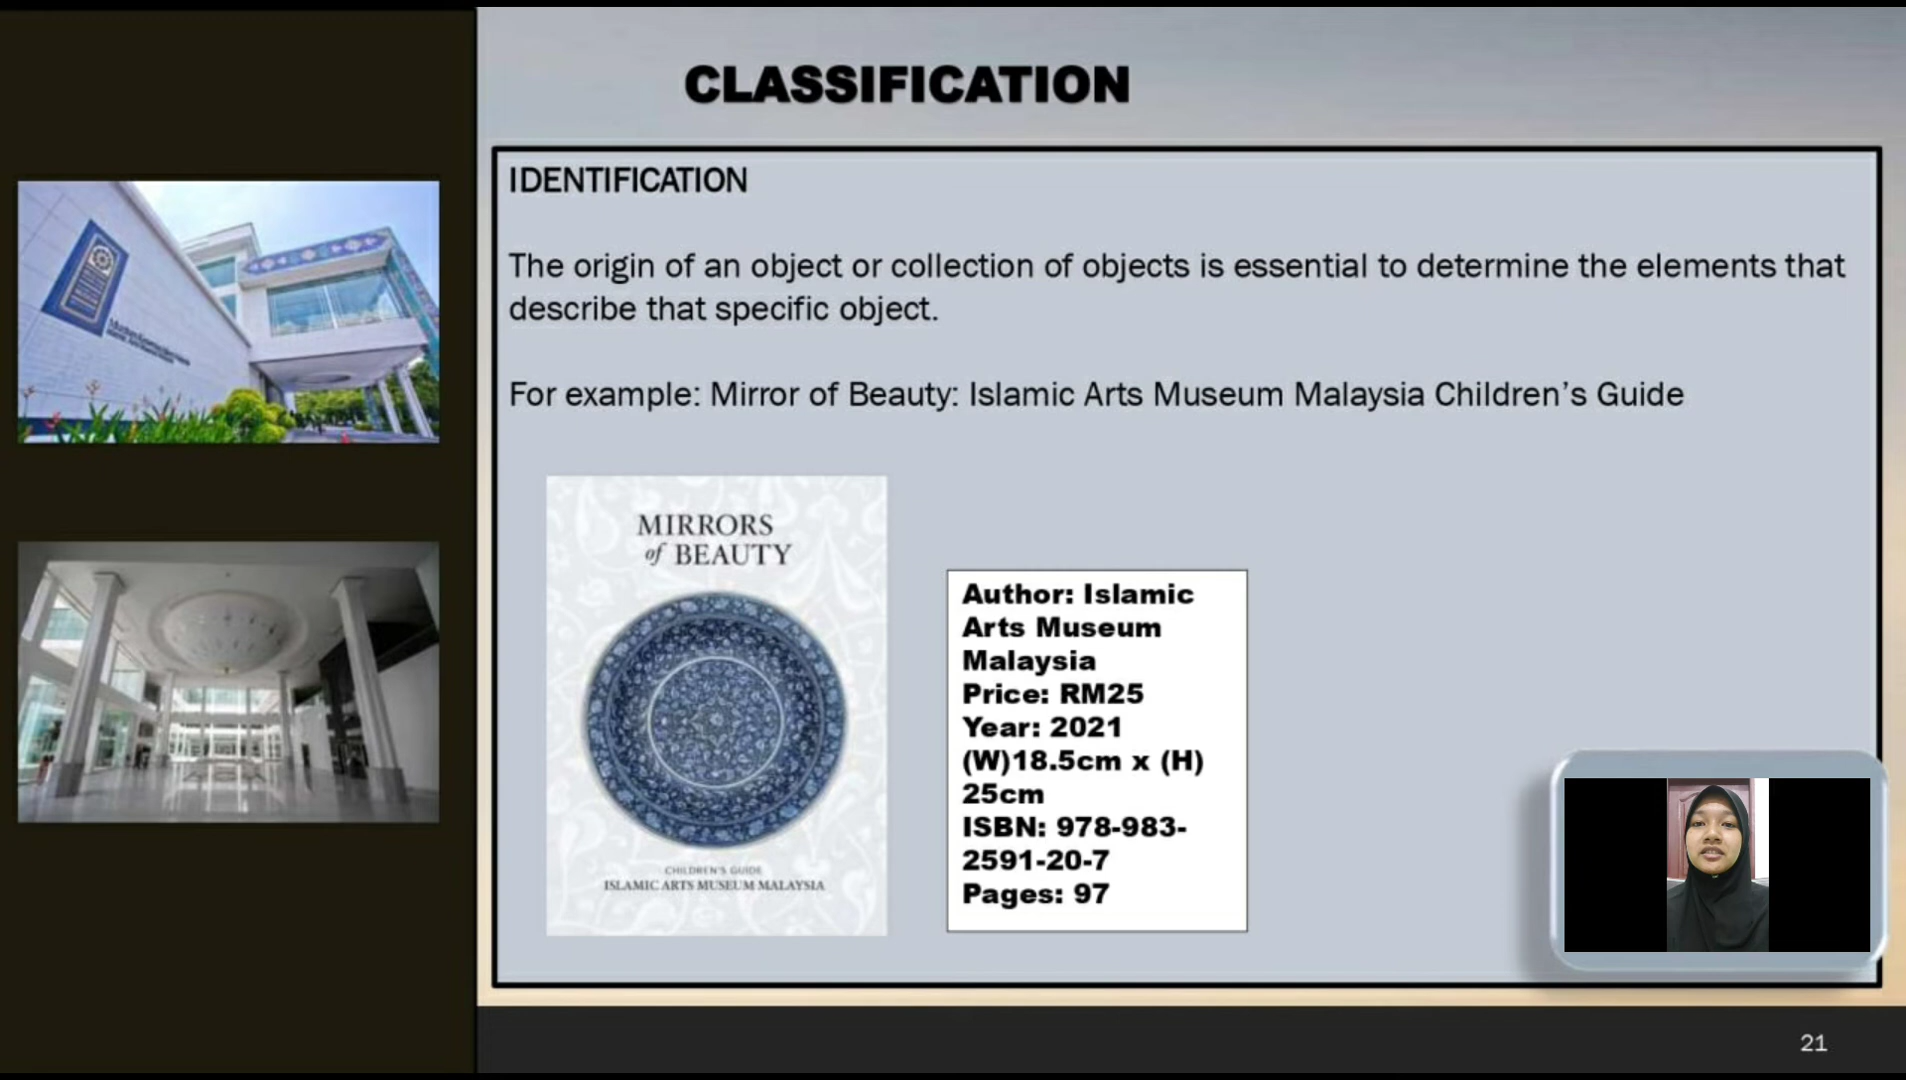 CLASSIFICATION
IDENTIFICATION
The origin of an object or collection of objects is essential to determine the elements that
describe that specific object.
For example: Mirror of Beauty: Islamic Arts Museum Malaysia Children's Guide
MIRRORS
of BEAUTY
CHILDREN'S GUIDE
ISLAMIC ARTS MUSEUM MALAYSIA
Author: Islamic
Arts Museum
Malaysia
Price: RM25
Year: 2021
(W)18.5cm x (H)
25cm
ISBN: 978-983-
2591-20-7
Pages: 97
21